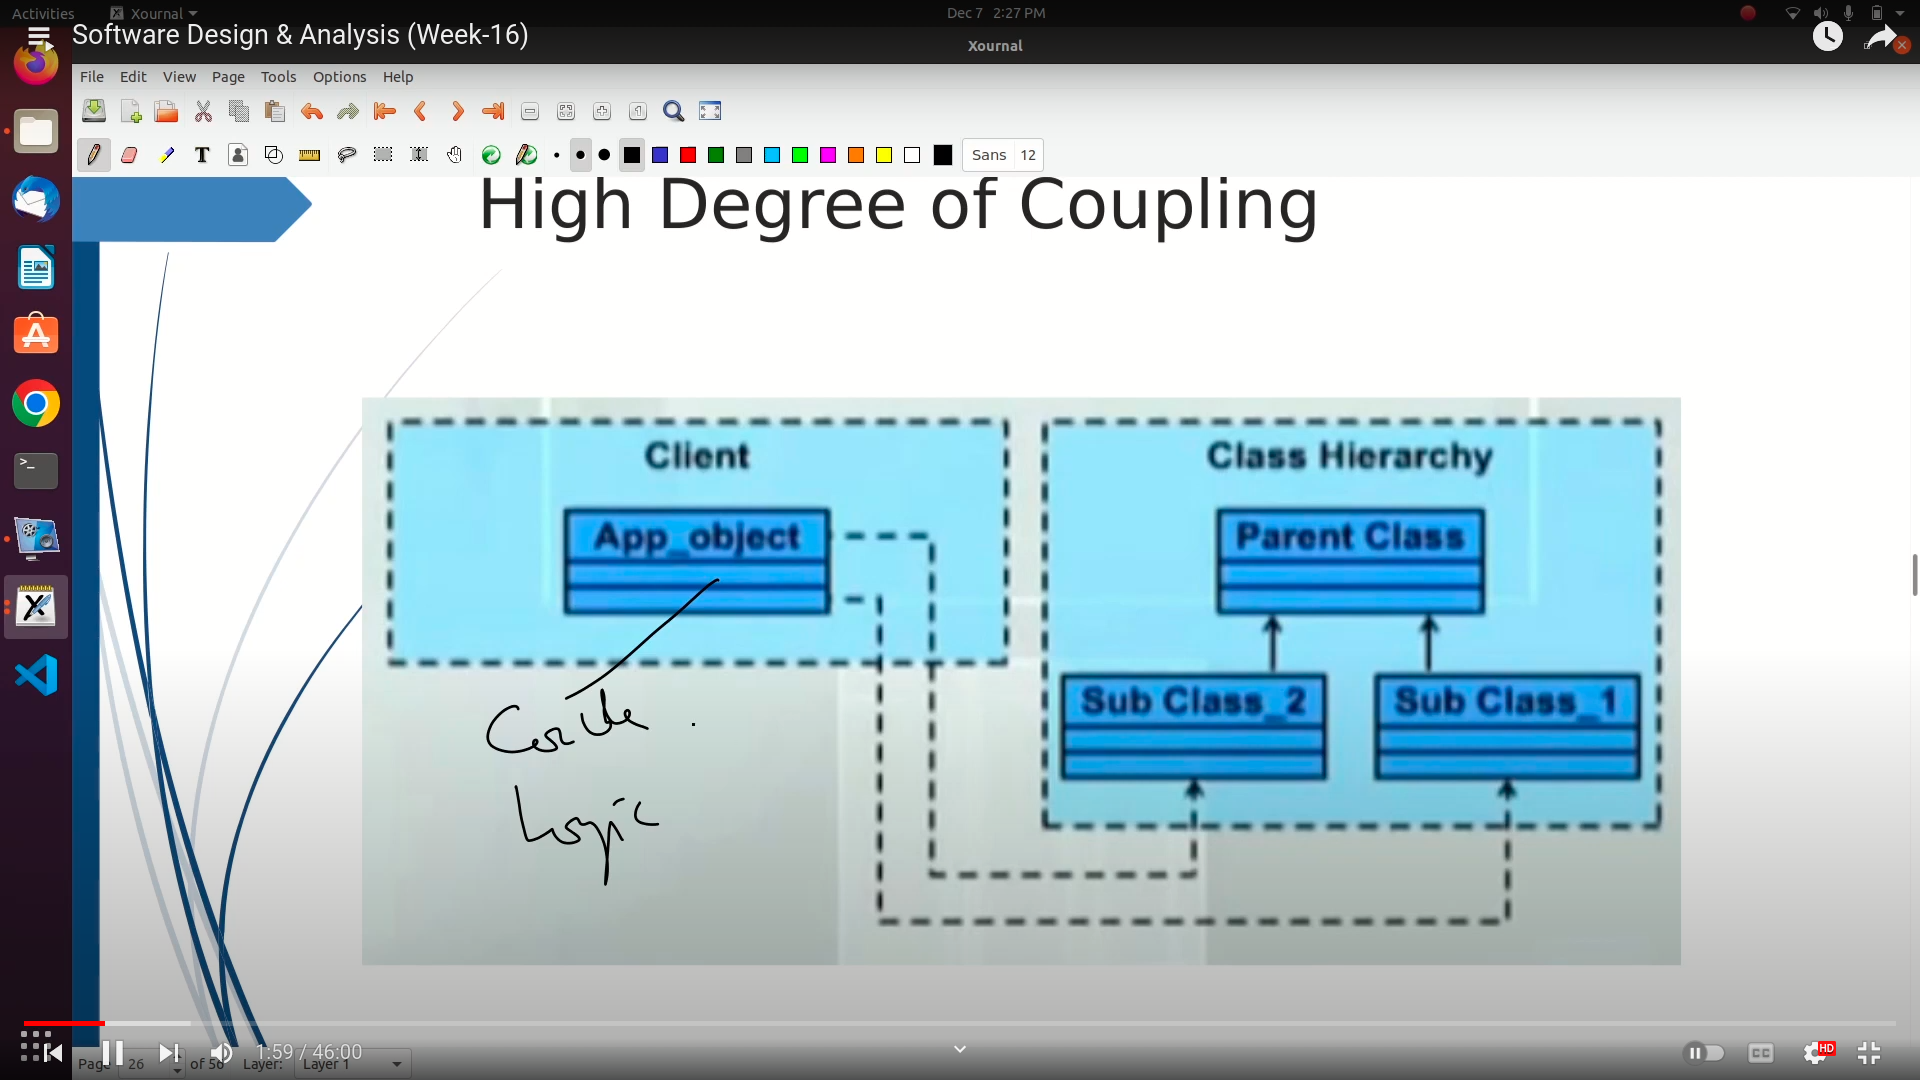 Activities Xournal Dec 7 2:27 PM
Software Design & Analysis (Week-16)
Xournal
File Edit View Page Tools Options Help
Sans 12
High Degree of Coupling
Client
App_object
Class Hierarchy
Parent Class
Sub Class_2 Sub Class_1
Logic
1:59 / 46:00
CC
HD
Page 26 of 56 Layer: Layer 1